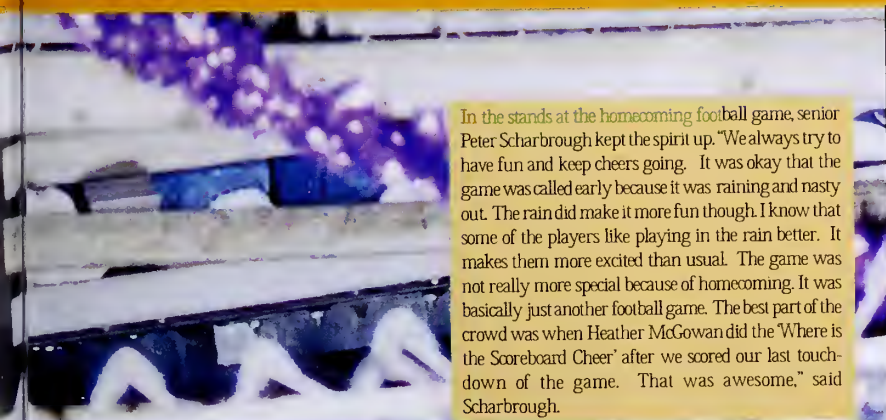 In the stands at the homecoming football game, senior
Peter Scharbrough kept the spirit up. "We always try to
have fun and keep cheers going. It was okay that the
game was called early because it was raining and nasty
out. The rain did make it more fun though. I know that
some of the players like playing in the rain better. It
makes them more excited than usual. The game was
not really more special because of homecoming. It was
basically just another football game. The best part of the
crowd was when Heather McGowan did the 'Where is
the Scoreboard Cheer' after we scored our last touch-
down of the game. That was awesome," said
Scharbrough.